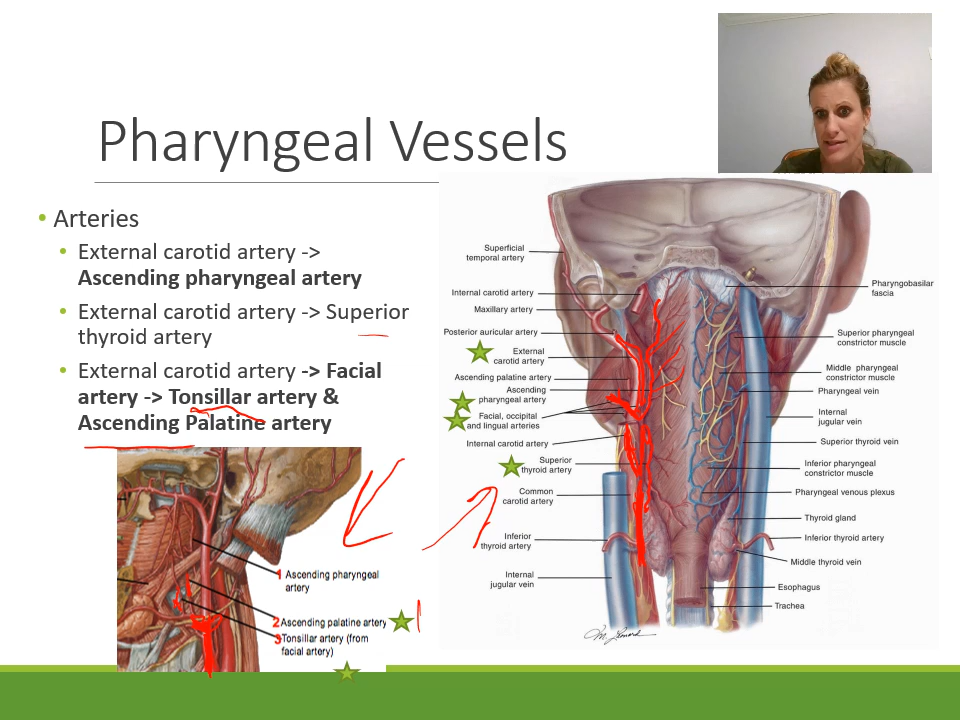 Pharyngeal Vessels
• Arteries
• External carotid artery ->
Ascending pharyngeal artery
• External carotid artery -> Superior
thyroid artery
• External carotid artery -> Facial
artery -> Tonsillar artery &
Ascending Palatine artery
Superficial
temporal artery
Internal carotid artery
Maxillary artery
Posterior auricular artery
External
carotid artery
Ascending palatine artery
Ascending
pharyngeal artery
Facial, occipital
and lingual arteries
Internal carotid artery
Superior
thyroid artery
Common
carotid artery
Inferior
thyroid artery
Internal
jugular vein
Pharyngobasilar
fascia
Superior pharyngeal
constrictor muscle
Middle pharyngeal
constrictor muscle
Pharyngeal vein
Internal
jugular vein
Superior thyroid vein
Inferior pharyngeal
constrictor muscle
Pharyngeal venous plexus
Thyroid gland
Inferior thyroid artery
Middle thyroid vein
Esophagus
Trachea
1 Ascending pharyngeal
artery
2 Ascending palatine artery
3 Tonsillar artery (from
facial artery)